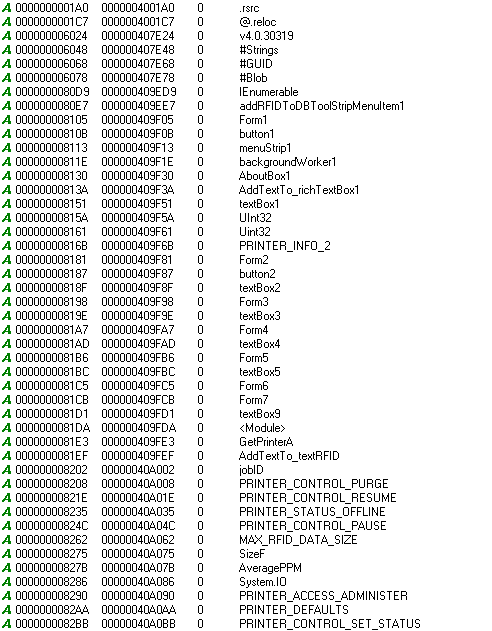 A 0000000001A0 0000004001A0 0 .rsrc
A 0000000001C7 0000004001C7 0 @.reloc
A 000000006024 000000407E24 0 v4.0.30319
A 000000006048 000000407E48 0 #Strings
A 000000006068 000000407E68 0 #GUID
A 000000006078 000000407E78 0 #Blob
A 0000000080D9 000000409ED9 0 IEnumerable
A 0000000080E7 000000409EE7 0 addRFIDToDBToolStripMenuItem1
A 000000008105 000000409F05 0 Form1
A 00000000810B 000000409F0B 0 button1
A 000000008113 000000409F13 0 menuStrip1
A 00000000811E 000000409F1E 0 backgroundWorker1
A 000000008130 000000409F30 0 AboutBox1
A 00000000813A 000000409F3A 0 AddTextTo_richTextBox1
A 000000008151 000000409F51 0 textBox1
A 00000000815A 000000409F5A 0 UInt32
A 000000008161 000000409F61 0 Uint32
A 00000000816B 000000409F6B 0 PRINTER_INFO_2
A 000000008181 000000409F81 0 Form2
A 000000008187 000000409F87 0 button2
A 00000000818F 000000409F8F 0 textBox2
A 000000008198 000000409F98 0 Form3
A 00000000819E 000000409F9E 0 textBox3
A 0000000081A7 000000409FA7 0 Form4
A 0000000081AD 000000409FAD 0 textBox4
A 0000000081B6 000000409FB6 0 Form5
A 0000000081BC 000000409FBC 0 textBox5
A 0000000081C5 000000409FC5 0 Form6
A 0000000081CB 000000409FCB 0 Form7
A 0000000081D1 000000409FD1 0 textBox9
A 0000000081DA 000000409FDA 0 <Module>
A 0000000081E3 000000409FE3 0 GetPrinterA
A 0000000081EF 000000409FEF 0 AddTextTo_textRFID
A 000000008202 00000040A002 0 jobID
A 000000008208 00000040A008 0 PRINTER_CONTROL_PURGE
A 00000000821E 00000040A01E 0 PRINTER_CONTROL_RESUME
A 000000008235 00000040A035 0 PRINTER_STATUS_OFFLINE
A 00000000824C 00000040A04C 0 PRINTER_CONTROL_PAUSE
A 000000008262 00000040A062 0 MAX_RFID_DATA_SIZE
A 000000008275 00000040A075 0 SizeF
A 00000000827B 00000040A07B 0 AveragePPM
A 000000008286 00000040A086 0 System.IO
A 000000008290 00000040A090 0 PRINTER_ACCESS_ADMINISTER
A 0000000082AA 00000040A0AA 0 PRINTER_DEFAULTS
A 0000000082BB 00000040A0BB 0 PRINTER_CONTROL_SET_STATUS